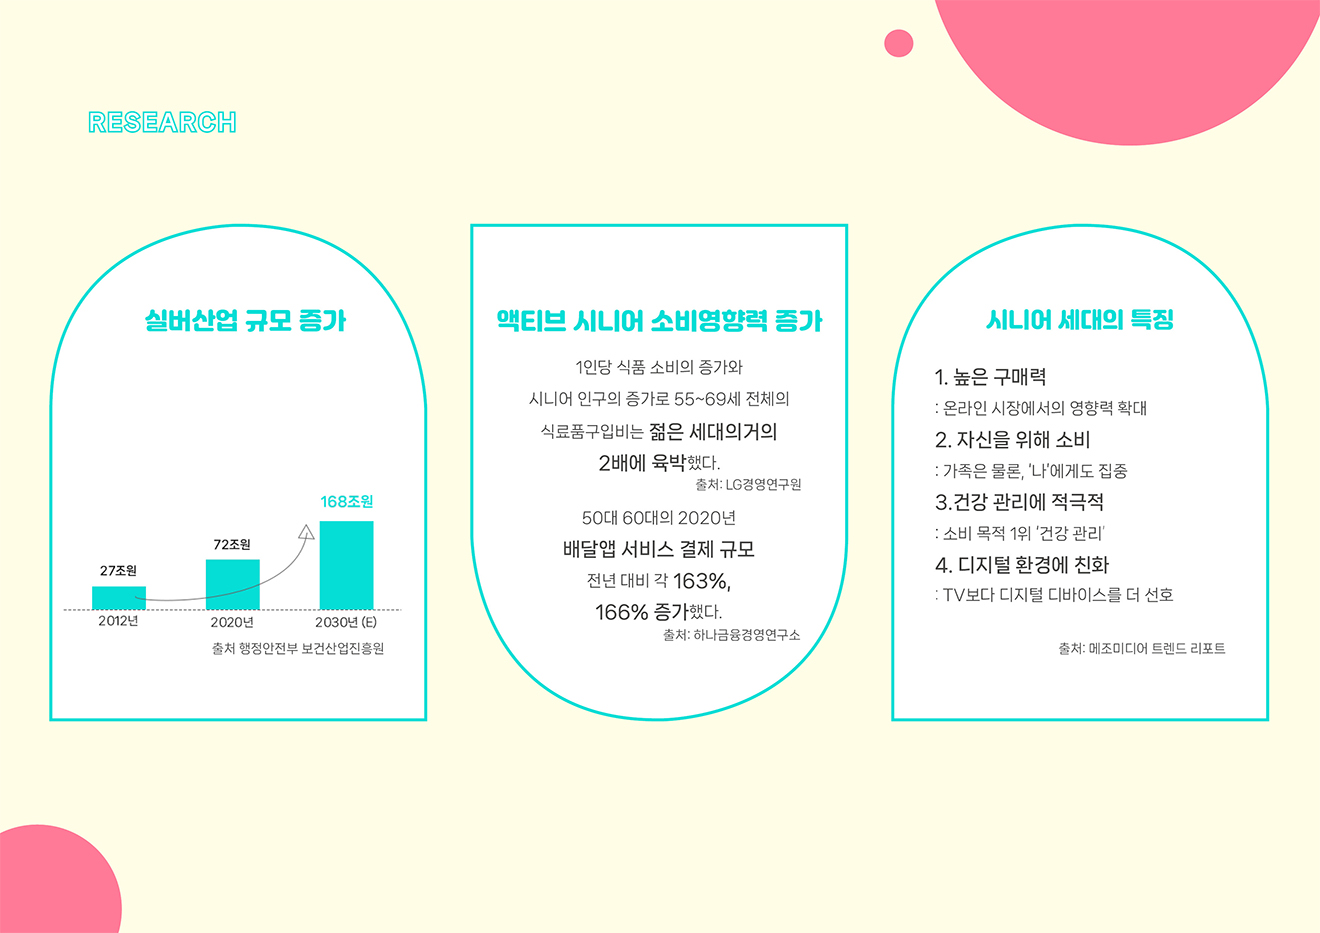 RESEARCH
실버산업 규모 증가
27조원
72조원
168조원
2012년
2020년
2030년 (E)
출처 행정안전부 보건산업진흥원
액티브 시니어 소비영향력 증가
1인당 식품 소비의 증가와
시니어 인구의 증가로 55~69세 전체의
식료품구입비는 젊은 세대의거의
2배에 육박했다.
출처: LG경영연구원
50대 60대의 2020년
배달앱 서비스 결제 규모
전년 대비 각 163%,
166% 증가했다.
출처: 하나금융경영연구소
시니어 세대의 특징
1. 높은 구매력
: 온라인 시장에서의 영향력 확대
2. 자신을 위해 소비
: 가족은 물론, ‘나’에게도 집중
3.건강 관리에 적극적
: 소비 목적 1위 ‘건강 관리’
4. 디지털 환경에 친화
: TV보다 디지털 디바이스를 더 선호
출처: 메조미디어 트렌드 리포트